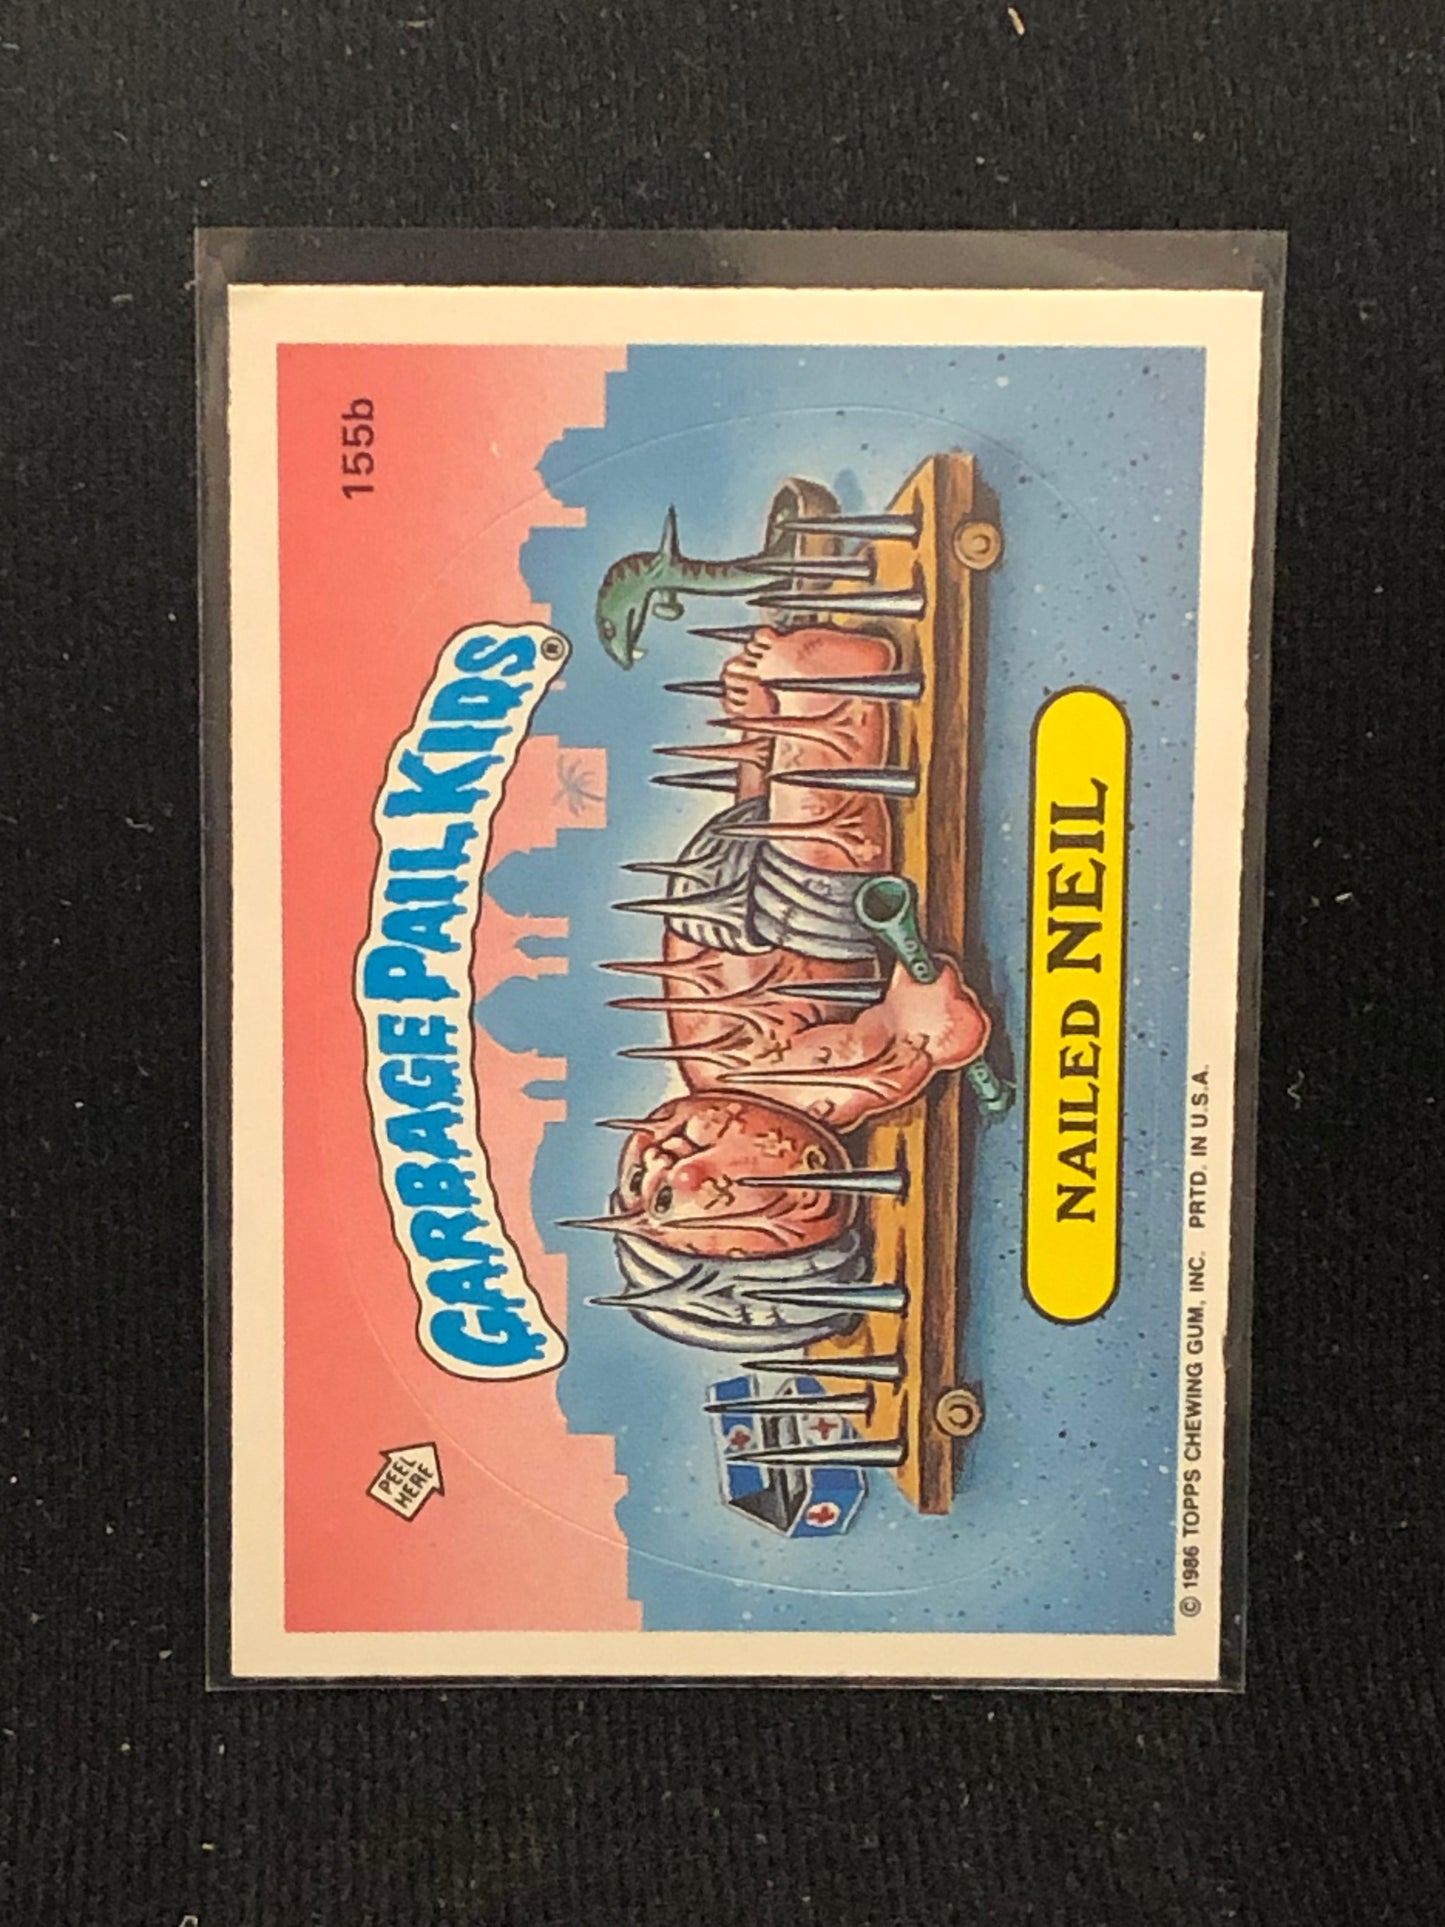 155b
PEEL
HERE
GARBAGE PAIL KIDS®
NAILED NEIL
© 1986 TOPPS CHEWING GUM, INC. PRTD. IN U.S.A.